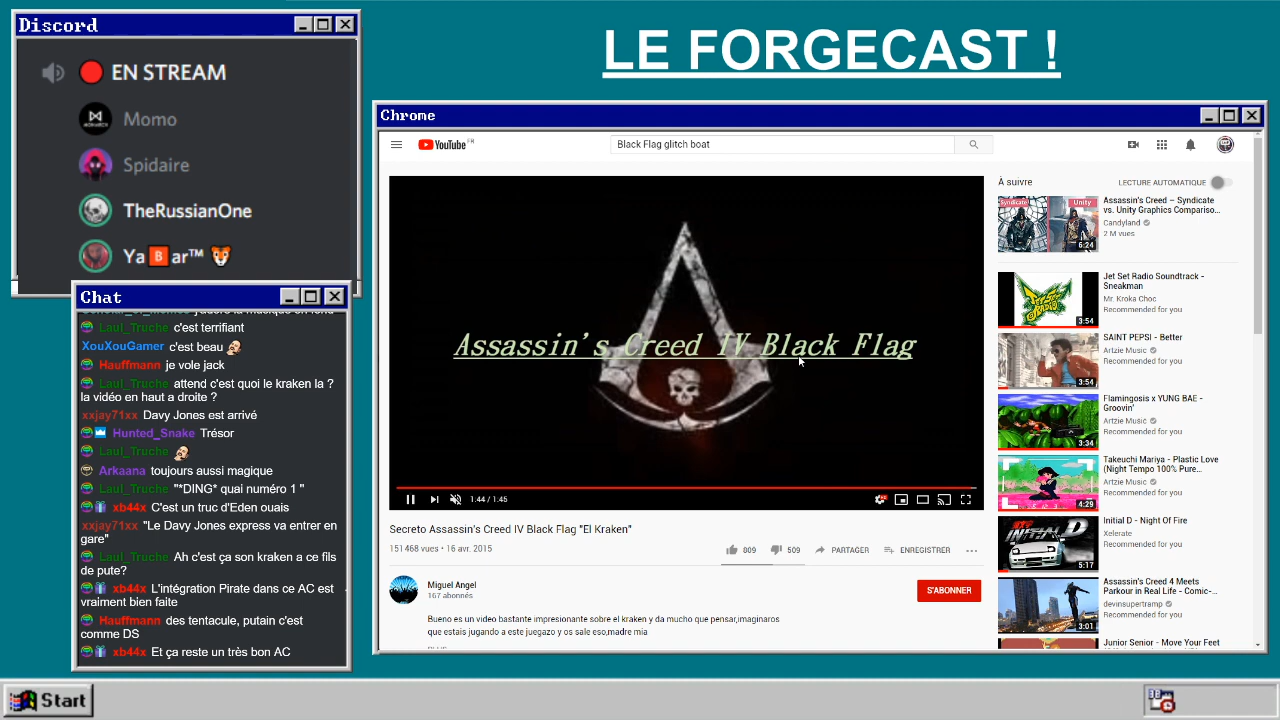 Discord
EN STREAM
Momo
Spidaire
TheRussianOne
Ya🅱ar™ 🐯
LE FORGECAST !
Chat
Laul_Truche c'est terrifiant
XouXouGamer c'est beau
Hauffmann je vole jack
Laul_Truche attend c'est quoi le kraken la ?
la vidéo en haut a droite ?
xxjay71xx Davy Jones est arrivé
Hunted_Snake Trésor
Laul_Truche
Arkaana toujours aussi magique
Laul_Truche "*DING* quai numéro 1 "
xb44x C'est un truc d'Eden ouais
xxjay71xx "Le Davy Jones express va entrer en
gare"
Laul_Truche Ah c'est ça son kraken a ce fils
de pute?
xb44x L'intégration Pirate dans ce AC est
vraiment bien faite
Hauffmann des tentacule, putain c'est
comme DS
xb44x Et ça reste un très bon AC
Chrome
YouTube FR
Black Flag glitch boat
Assassin's Creed IV Black Flag
1:44 / 1:45
Secreto Assassin's Creed IV Black Flag "El Kraken"
151 468 vues • 16 avr. 2015
809
509
PARTAGER
ENREGISTRER
Miguel Angel
167 abonnés
S'ABONNER
Bueno es un video bastante impresionante sobre el kraken y da mucho que pensar,imaginaros
que estais jugando a este juegazo y os sale eso,madre mia
À suivre
LECTURE AUTOMATIQUE
Syndicate
Unity
6:24
Assassin's Creed – Syndicate
vs. Unity Graphics Compariso...
Candyland
2 M vues
3:54
Jet Set Radio Soundtrack -
Sneakman
Mr. Kroka Choc
Recommended for you
3:54
SAINT PEPSI - Better
Artzie Music
Recommended for you
3:34
Flamingosis x YUNG BAE -
Groovin'
Artzie Music
Recommended for you
4:29
Takeuchi Mariya - Plastic Love
(Night Tempo 100% Pure...
Artzie Music
Recommended for you
INITIAL D
5:17
Initial D - Night Of Fire
Xelerate
Recommended for you
3:01
Assassin's Creed 4 Meets
Parkour in Real Life - Comic-...
devinsupertramp
Recommended for you
Junior Senior - Move Your Feet
Start